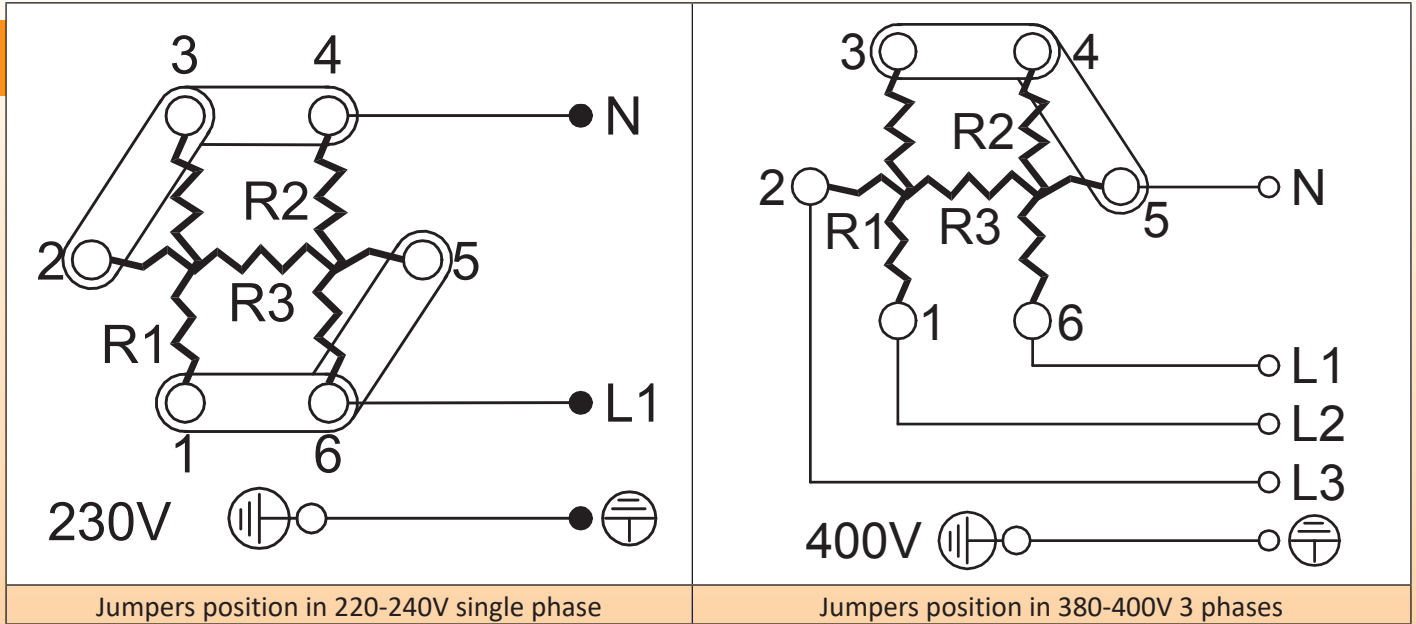 3 4
N
R2
2 5
R3
R1
L1
1 6
230V
Jumpers position in 220-240V single phase
3 4
R2
2 N
R1 R3 5
1 6
L1
L2
L3
400V
Jumpers position in 380-400V 3 phases